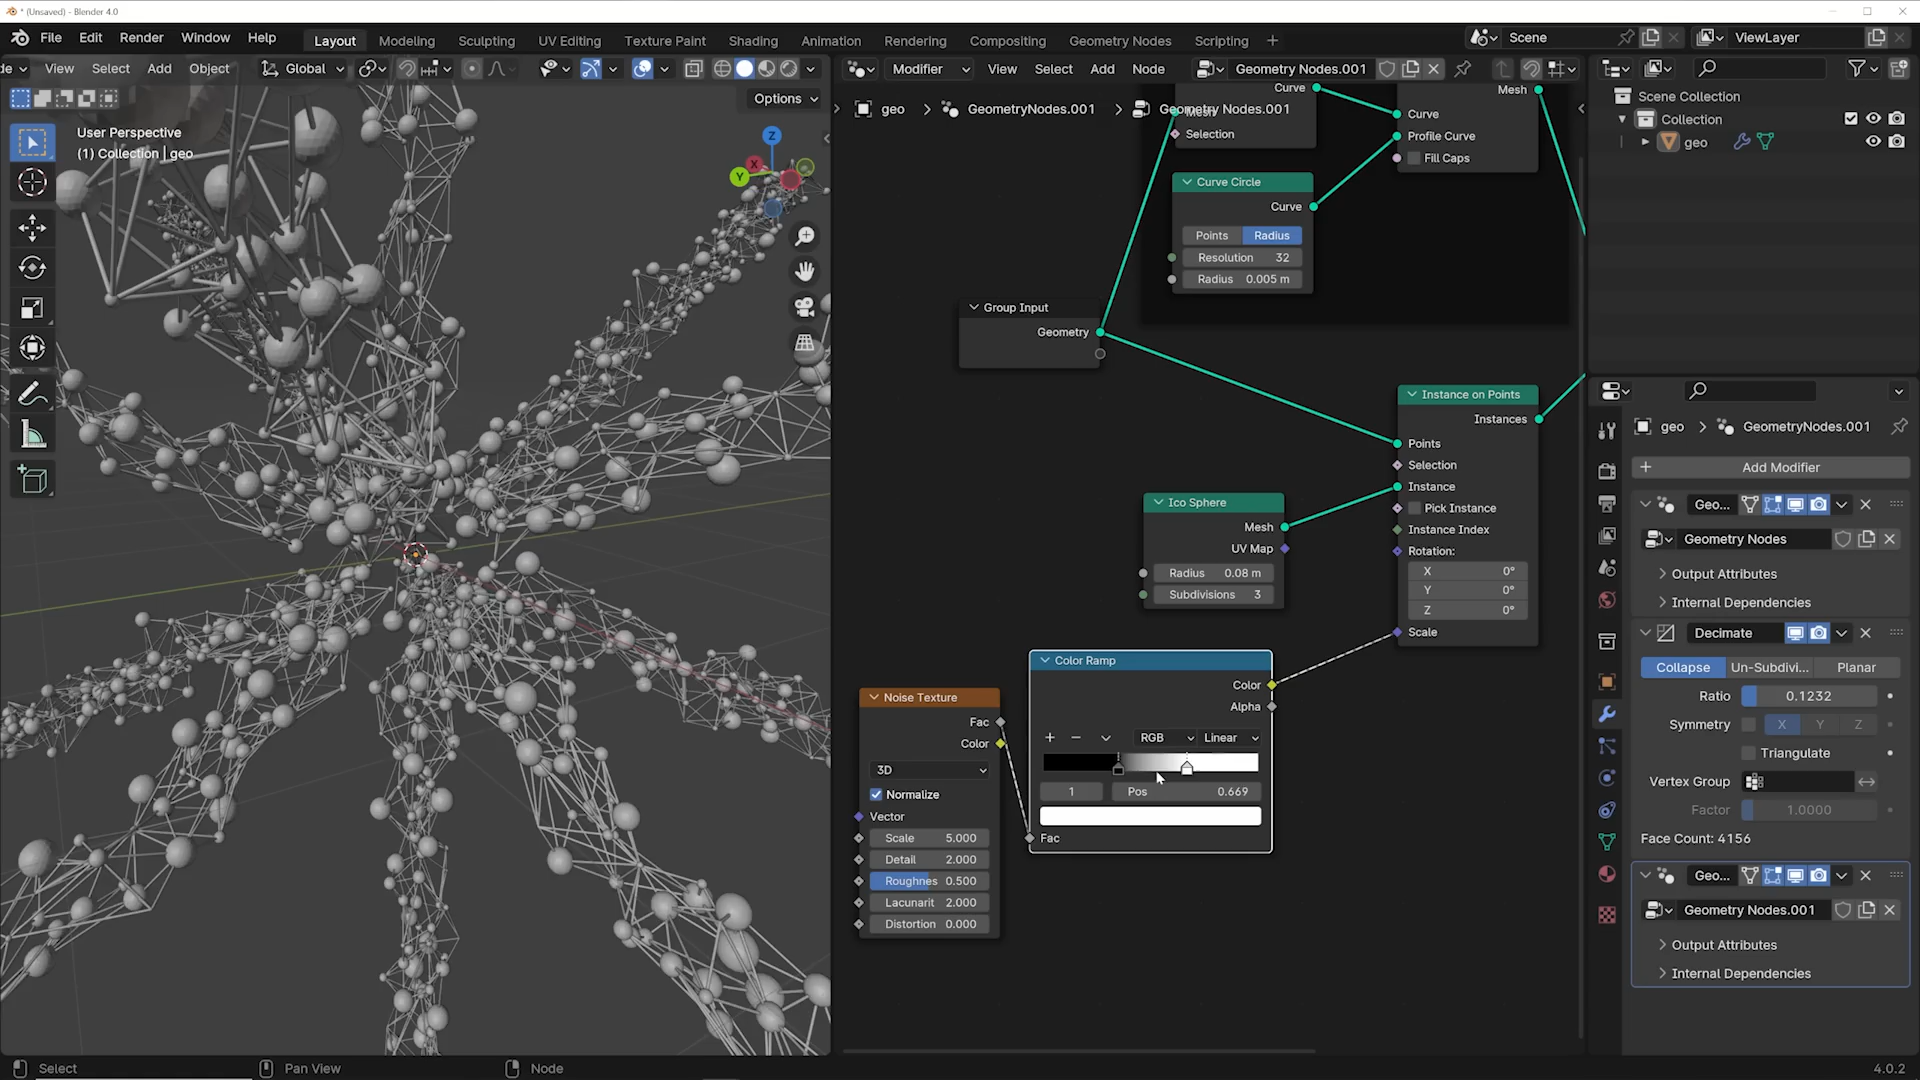 * (Unsaved) - Blender 4.0
File Edit Render Window Help
Layout Modeling Sculpting UV Editing Texture Paint Shading Animation Rendering Compositing Geometry Nodes Scripting +
Scene
ViewLayer
de View Select Add Object
Global
Modifier View Select Add Node
Geometry Nodes.001
Options
User Perspective
(1) Collection | geo
Z
X
Y
geo > GeometryNodes.001 > Geometry Nodes.001
Curve
Mesh
Selection
Mesh
Curve
Profile Curve
Fill Caps
Curve Circle
Curve
Points Radius
Resolution 32
Radius 0.005 m
Group Input
Geometry
Instance on Points
Instances
Points
Selection
Instance
Pick Instance
Instance Index
Rotation:
X 0°
Y 0°
Z 0°
Scale
Ico Sphere
Mesh
UV Map
Radius 0.08 m
Subdivisions 3
Color Ramp
Color
Alpha
+ − RGB Linear
1 Pos 0.669
Fac
Noise Texture
Fac
Color
3D
Normalize
Vector
Scale 5.000
Detail 2.000
Roughnes 0.500
Lacunarit 2.000
Distortion 0.000
Scene Collection
Collection
geo
geo > GeometryNodes.001
+ Add Modifier
Geo...
Geometry Nodes
Output Attributes
Internal Dependencies
Decimate
Collapse Un-Subdivi... Planar
Ratio 0.1232
Symmetry X Y Z
Triangulate
Vertex Group
Factor 1.0000
Face Count: 4156
Geo...
Geometry Nodes.001
Output Attributes
Internal Dependencies
Select Pan View Node 4.0.2